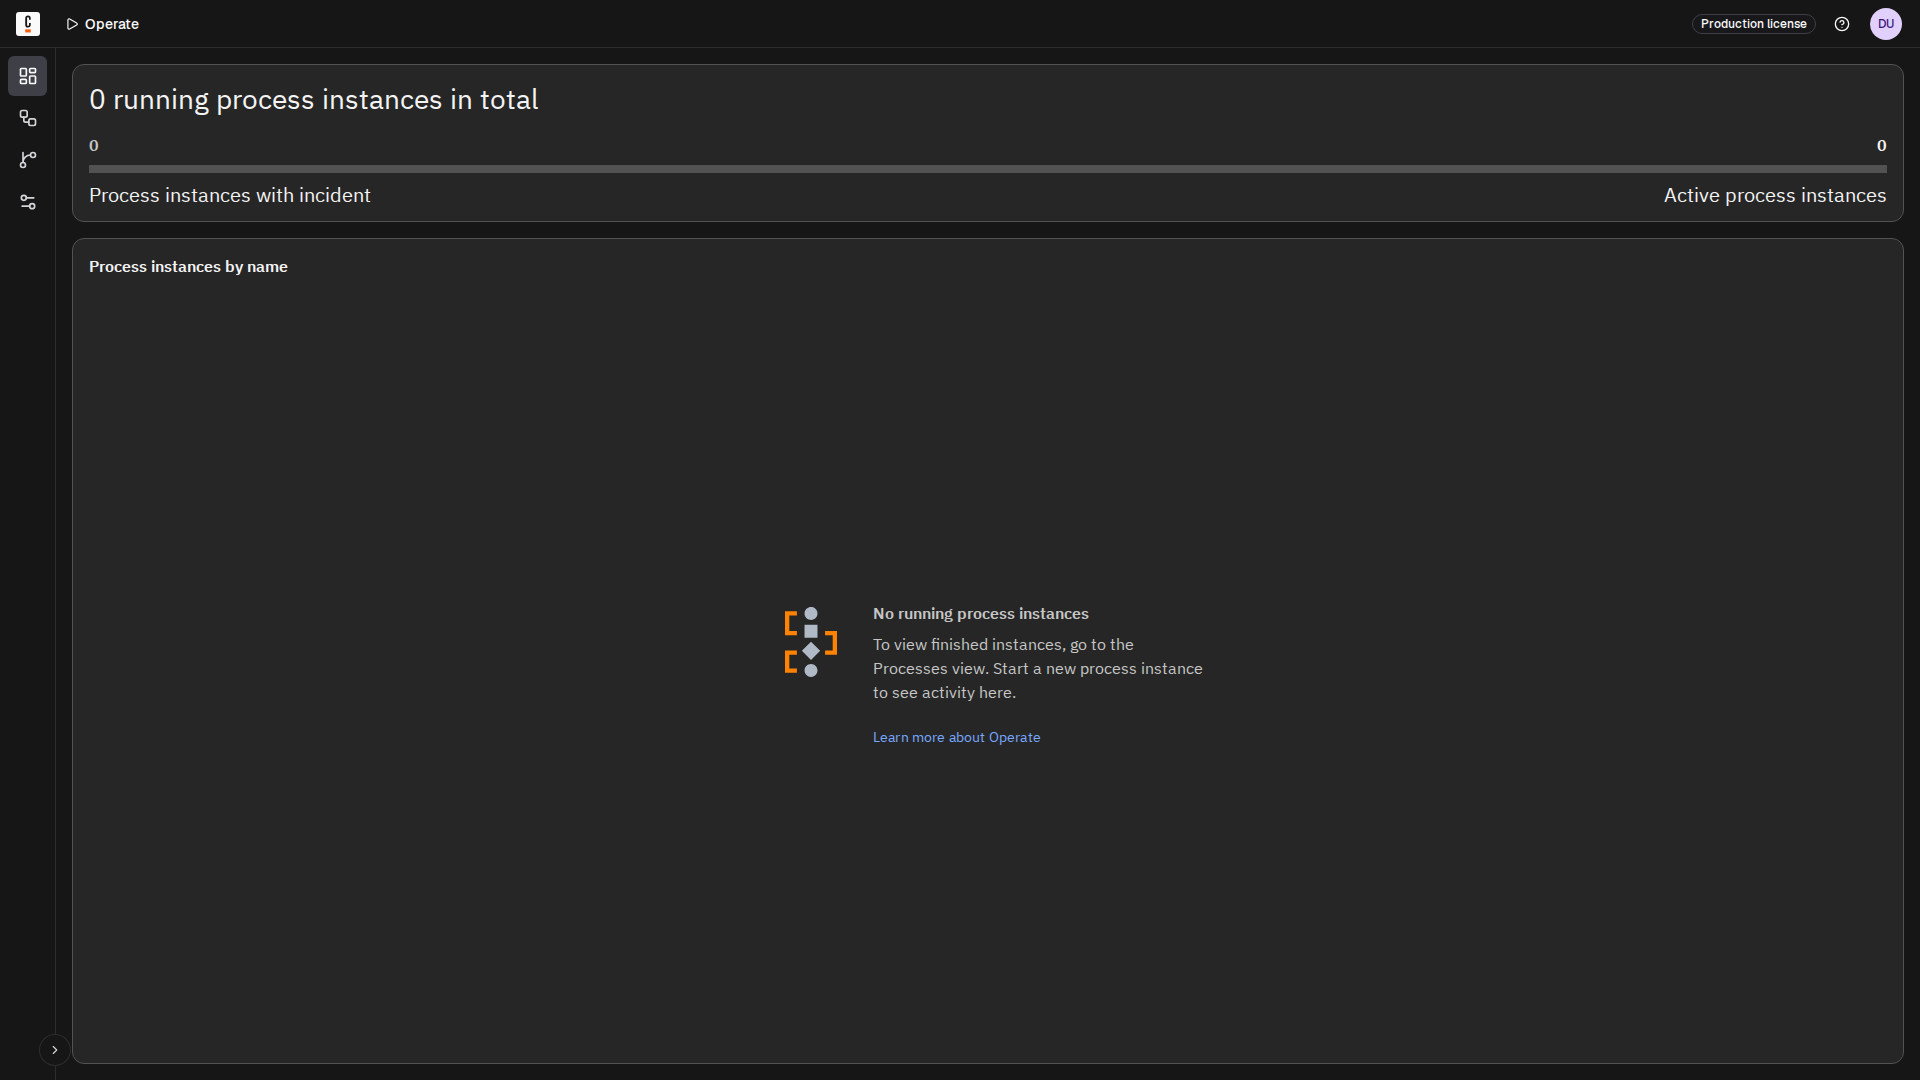 Operate
Production license
DU
0 running process instances in total
0
0
Process instances with incident
Active process instances
Process instances by name
No running process instances
To view finished instances, go to the
Processes view. Start a new process instance
to see activity here.
Learn more about Operate